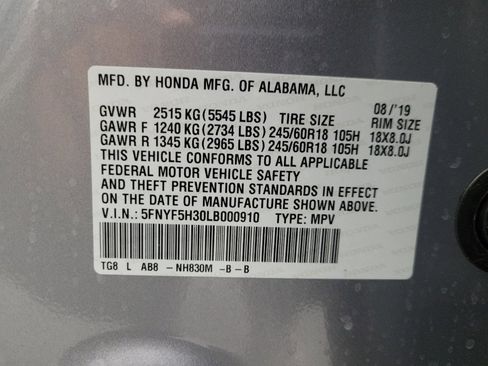 MFD. BY HONDA MFG. OF ALABAMA, LLC
08/'19
GVWR 2515 KG(5545 LBS) TIRE SIZE RIM SIZE
GAWR F 1240 KG(2734 LBS) 245/60R18 105H 18X8.0J
GAWR R 1345 KG(2965 LBS) 245/60R18 105H 18X8.0J
THIS VEHICLE CONFORMS TO ALL APPLICABLE
FEDERAL MOTOR VEHICLE SAFETY
AND THEFT PREVENTION STANDARDS IN EFFECT
ON THE DATE OF MANUFACTURE SHOWN ABOVE.
V.I.N.: 5FNYF5H30LB000910 TYPE: MPV
TG8 L AB8 -NH830M -B -B